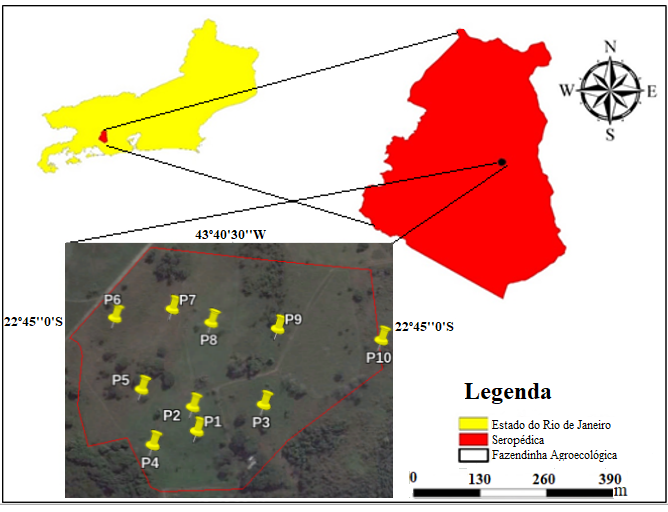 N
W
E
S
43°40'30"W
22°45"0'S
22°45"0'S
P6
P7
P8
P9
P10
P5
P2
P1
P3
P4
Legenda
Estado do Rio de Janeiro
Seropédica
Fazendinha Agroecológica
0 130 260 390
m